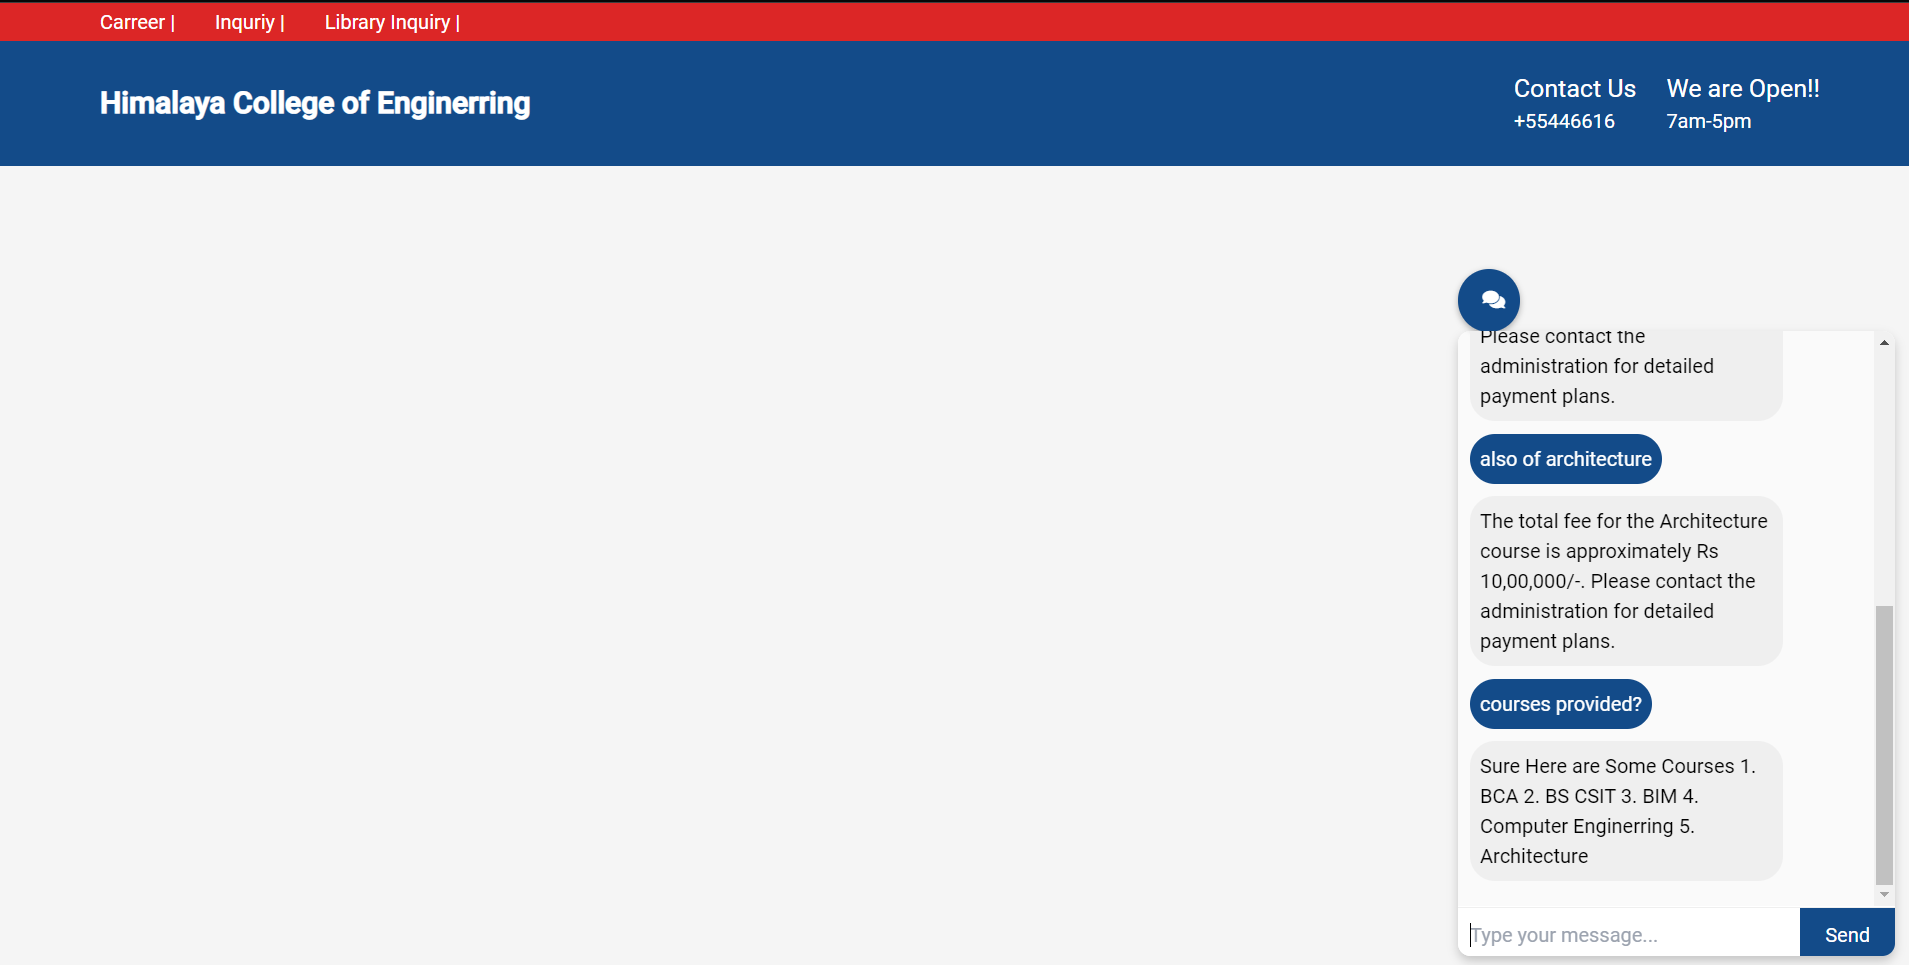 Carreer |
Inquriy |
Library Inquiry |
Himalaya College of Enginerring
Contact Us
+55446616
We are Open!!
7am-5pm
Please contact the
administration for detailed
payment plans.
also of architecture
The total fee for the Architecture
course is approximately Rs
10,00,000/-. Please contact the
administration for detailed
payment plans.
courses provided?
Sure Here are Some Courses 1.
BCA 2. BS CSIT 3. BIM 4.
Computer Enginerring 5.
Architecture
Type your message...
Send